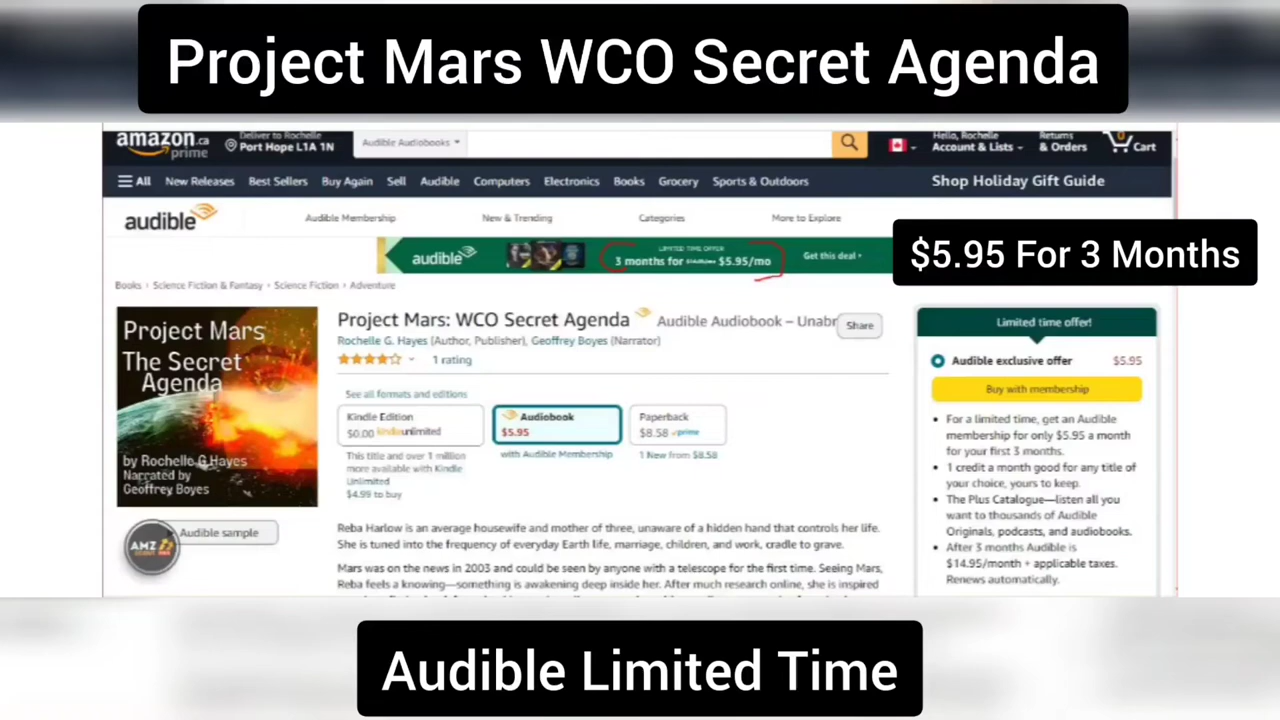 Project Mars WCO Secret Agenda
amazon.ca
prime
Deliver to Rochelle
Port Hope L1A 1N
Audible Audiobooks
Hello, Rochelle
Account & Lists
Returns
& Orders
0
Cart
All
New Releases
Best Sellers
Buy Again
Sell
Audible
Computers
Electronics
Books
Grocery
Sports & Outdoors
Shop Holiday Gift Guide
audible
Audible Membership
New & Trending
Categories
More to Explore
audible
LIMITED TIME OFFER
3 months for $5.95/mo
Get this deal ›
$5.95 For 3 Months
Books › Science Fiction & Fantasy › Science Fiction › Adventure
Project Mars
The Secret
Agenda
by Rochelle G Hayes
Narrated by
Geoffrey Boyes
Audible sample
AMZ
Project Mars: WCO Secret Agenda Audible Audiobook – Unabr
Share
Rochelle G. Hayes (Author, Publisher), Geoffrey Boyes (Narrator)
1 rating
See all formats and editions
Kindle Edition
$0.00 kindleunlimited
This title and over 1 million
more available with Kindle
Unlimited
$4.99 to buy
Audiobook
$5.95
with Audible Membership
Paperback
$8.58 prime
1 New from $8.58
Reba Harlow is an average housewife and mother of three, unaware of a hidden hand that controls her life.
She is tuned into the frequency of everyday Earth life, marriage, children, and work, cradle to grave.
Mars was on the news in 2003 and could be seen by anyone with a telescope for the first time. Seeing Mars,
Reba feels a knowing—something is awakening deep inside her. After much research online, she is inspired
Limited time offer!
Audible exclusive offer $5.95
Buy with membership
• For a limited time, get an Audible
membership for only $5.95 a month
for your first 3 months.
• 1 credit a month good for any title of
your choice, yours to keep.
• The Plus Catalogue—listen all you
want to thousands of Audible
Originals, podcasts, and audiobooks.
• After 3 months Audible is
$14.95/month + applicable taxes.
Renews automatically.
Audible Limited Time